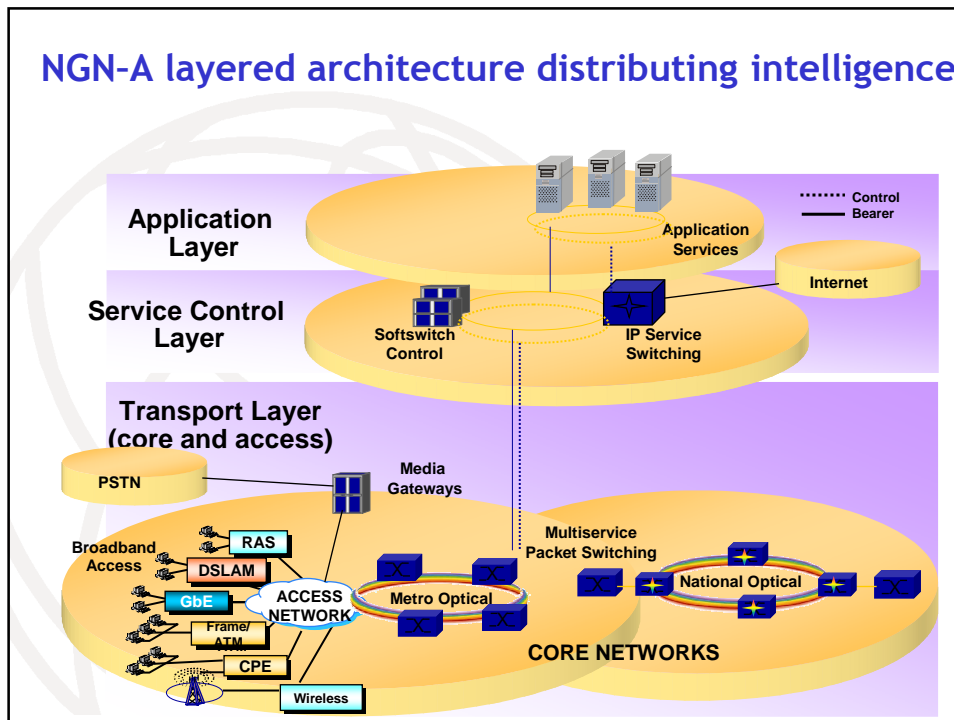 NGN-A layered architecture distributing intelligence
Control
Bearer
Application
Layer
Application
Services
Internet
Service Control
Layer
Softswitch
Control
IP Service
Switching
Transport Layer
(core and access)
PSTN
Media
Gateways
Broadband
Access
RAS
DSLAM
GbE
Frame/
ATM.
CPE
Wireless
ACCESS
NETWORK
Metro Optical
Multiservice
Packet Switching
National Optical
CORE NETWORKS